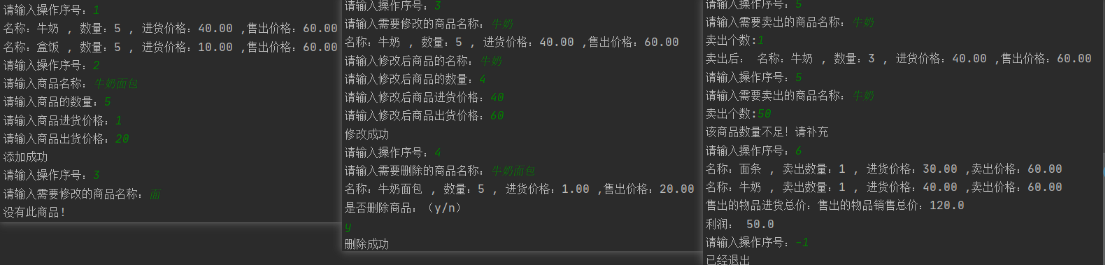 请输入操作序号：1
名称：牛奶 , 数量：5 , 进货价格：40.00 ,售出价格：60.00
名称：盒饭 , 数量：5 , 进货价格：10.00 ,售出价格：60.00
请输入操作序号：2
请输入商品名称：牛奶面包
请输入商品的数量：5
请输入商品进货价格：1
请输入商品出货价格：20
添加成功
请输入操作序号：3
请输入需要修改的商品名称：面
没有此商品！
请输入操作序号：3
请输入需要修改的商品名称：牛奶
名称：牛奶 , 数量：5 , 进货价格：40.00 ,售出价格：60.00
请输入修改后商品的名称：牛奶
请输入修改后商品的数量：4
请输入修改后商品进货价格：40
请输入修改后商品出货价格：60
修改成功
请输入操作序号：4
请输入需要删除的商品名称：牛奶面包
名称：牛奶面包 , 数量：5 , 进货价格：1.00 ,售出价格：20.00
是否删除商品：（y/n）
y
删除成功
请输入操作序号：5
请输入需要卖出的商品名称：牛奶
卖出个数:1
卖出后： 名称：牛奶 , 数量：3 , 进货价格：40.00 ,售出价格：60.00
请输入操作序号：5
请输入需要卖出的商品名称：牛奶
卖出个数:50
该商品数量不足！请补充
请输入操作序号：6
名称：面条 , 卖出数量：1 , 进货价格：30.00 ,卖出价格：60.00
名称：牛奶 , 卖出数量：1 , 进货价格：40.00 ,卖出价格：60.00
售出的物品进货总价：售出的物品销售总价：120.0
利润： 50.0
请输入操作序号：-1
已经退出